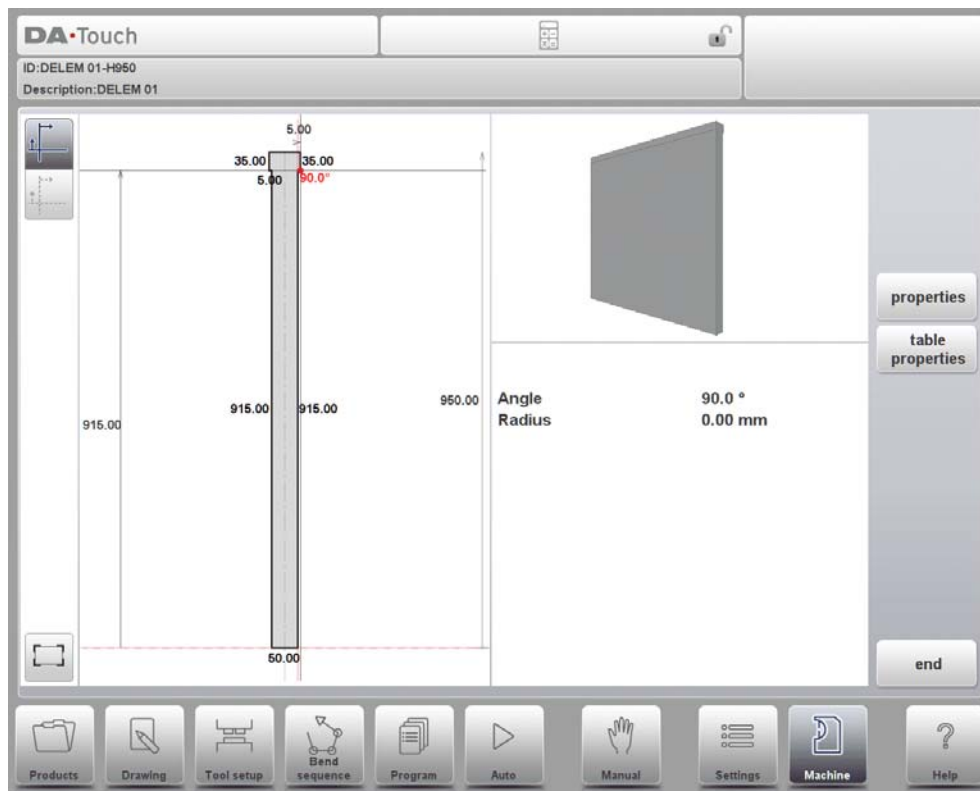 DA·Touch
ID:DELEM 01-H950
Description:DELEM 01
5.00
35.00
35.00
5.00
90.0°
properties
table
properties
Angle 90.0 °
Radius 0.00 mm
950.00
915.00
915.00
915.00
50.00
end
Products
Drawing
Tool setup
Bend
sequence
Program
Auto
Manual
Settings
Machine
Help